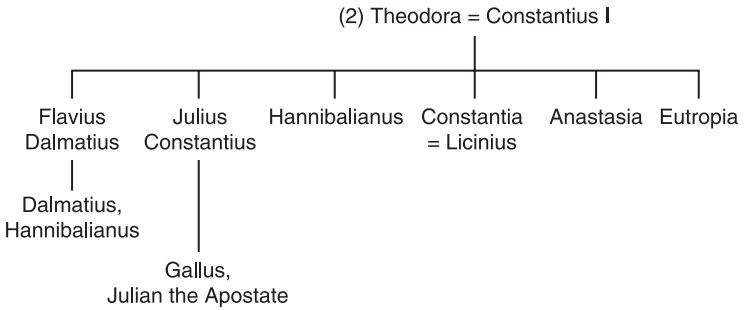 (2) Theodora = Constantius I
Flavius Dalmatius
Julius Constantius
Hannibalianus
Constantia = Licinius
Anastasia
Eutropia
Dalmatius,
Hannibalianus
Gallus,
Julian the Apostate